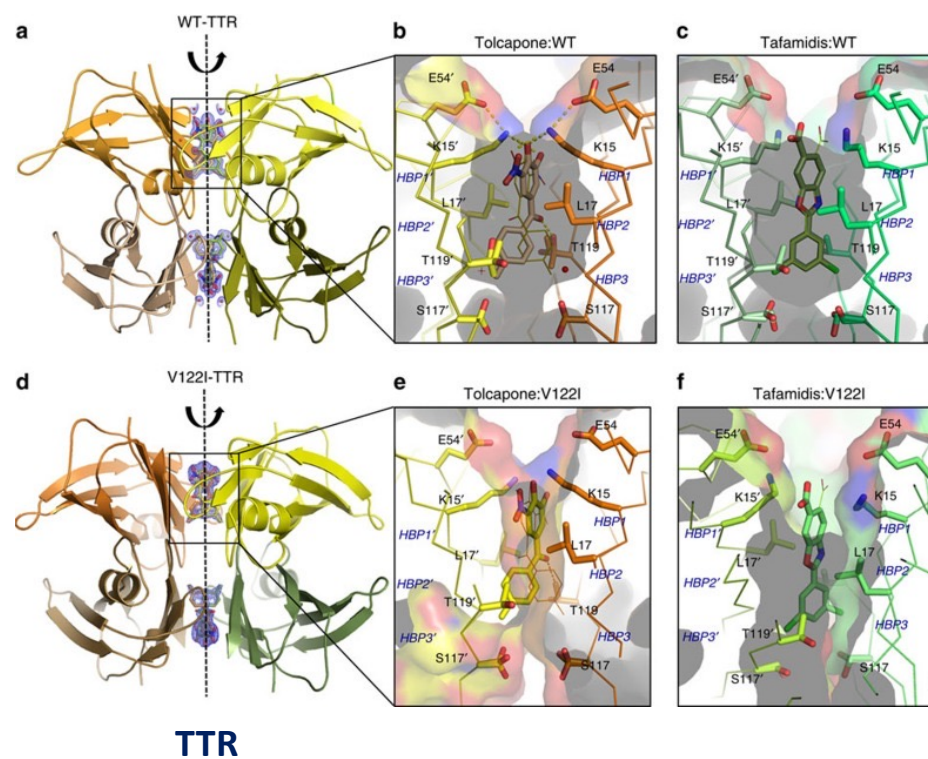 a
WT-TTR
b
Tolcapone:WT
E54′
E54
K15′
K15
HBP1′
HBP1
L17′
L17
HBP2′
HBP2
T119′
T119
HBP3′
HBP3
S117′
S117
c
Tafamidis:WT
E54′
E54
K15′
K15
HBP1′
HBP1
L17′
L17
HBP2′
HBP2
T119′
T119
HBP3′
HBP3
S117′
S117
d
V122I-TTR
e
Tolcapone:V122I
E54′
E54
K15′
K15
HBP1′
HBP1
L17′
L17
HBP2′
HBP2
T119′
T119
HBP3′
HBP3
S117′
S117
f
Tafamidis:V122I
E54′
E54
K15′
K15
HBP1′
HBP1
L17′
L17
HBP2′
HBP2
HBP3′
HBP3
T119′
S117′
S117
TTR